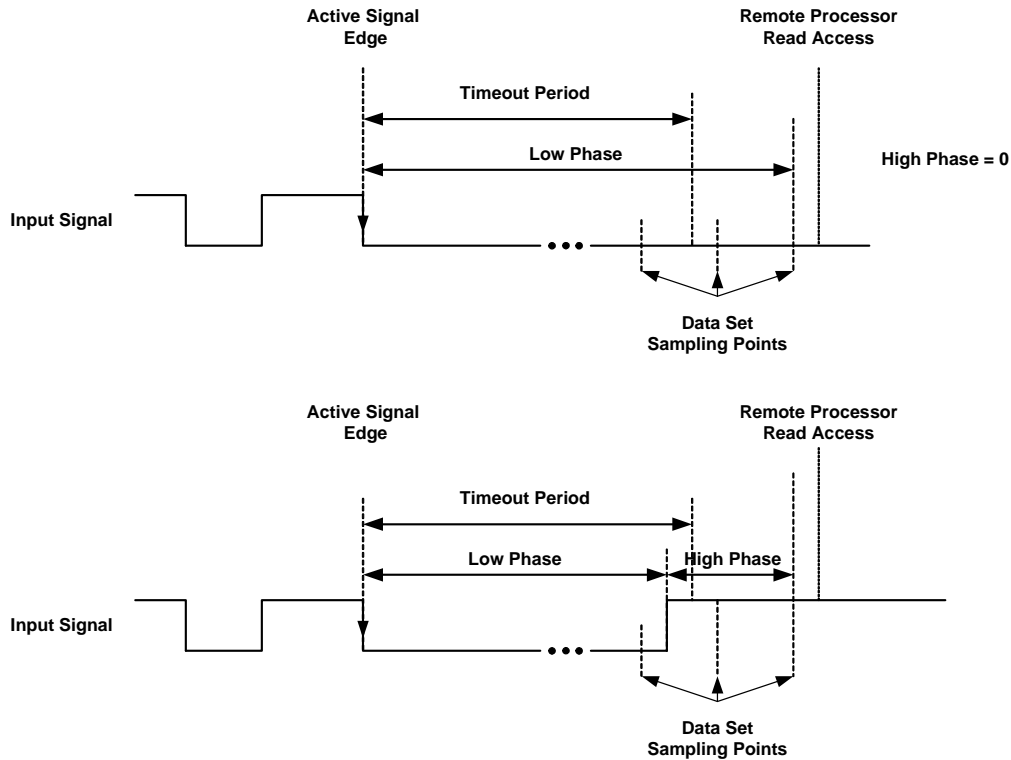 Active Signal
Edge
Remote Processor
Read Access
Timeout Period
Low Phase
High Phase = 0
Input Signal
Data Set
Sampling Points
Active Signal
Edge
Remote Processor
Read Access
Timeout Period
Low Phase
High Phase
Input Signal
Data Set
Sampling Points